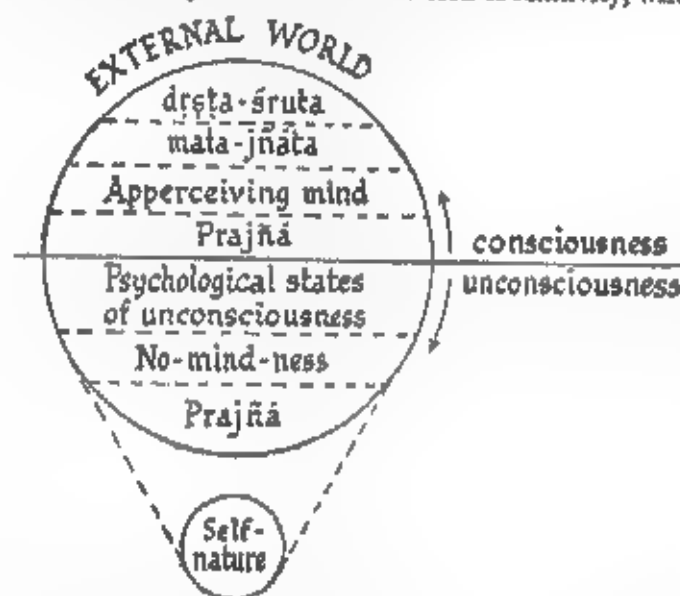 EXTERNAL WORLD
dṛṣṭa-śruta
mata-jñāta
Apperceiving mind
Prajñā
consciousness
Psychological states
of unconsciousness
unconsciousness
No-mind-ness
Prajñā
Self-
nature